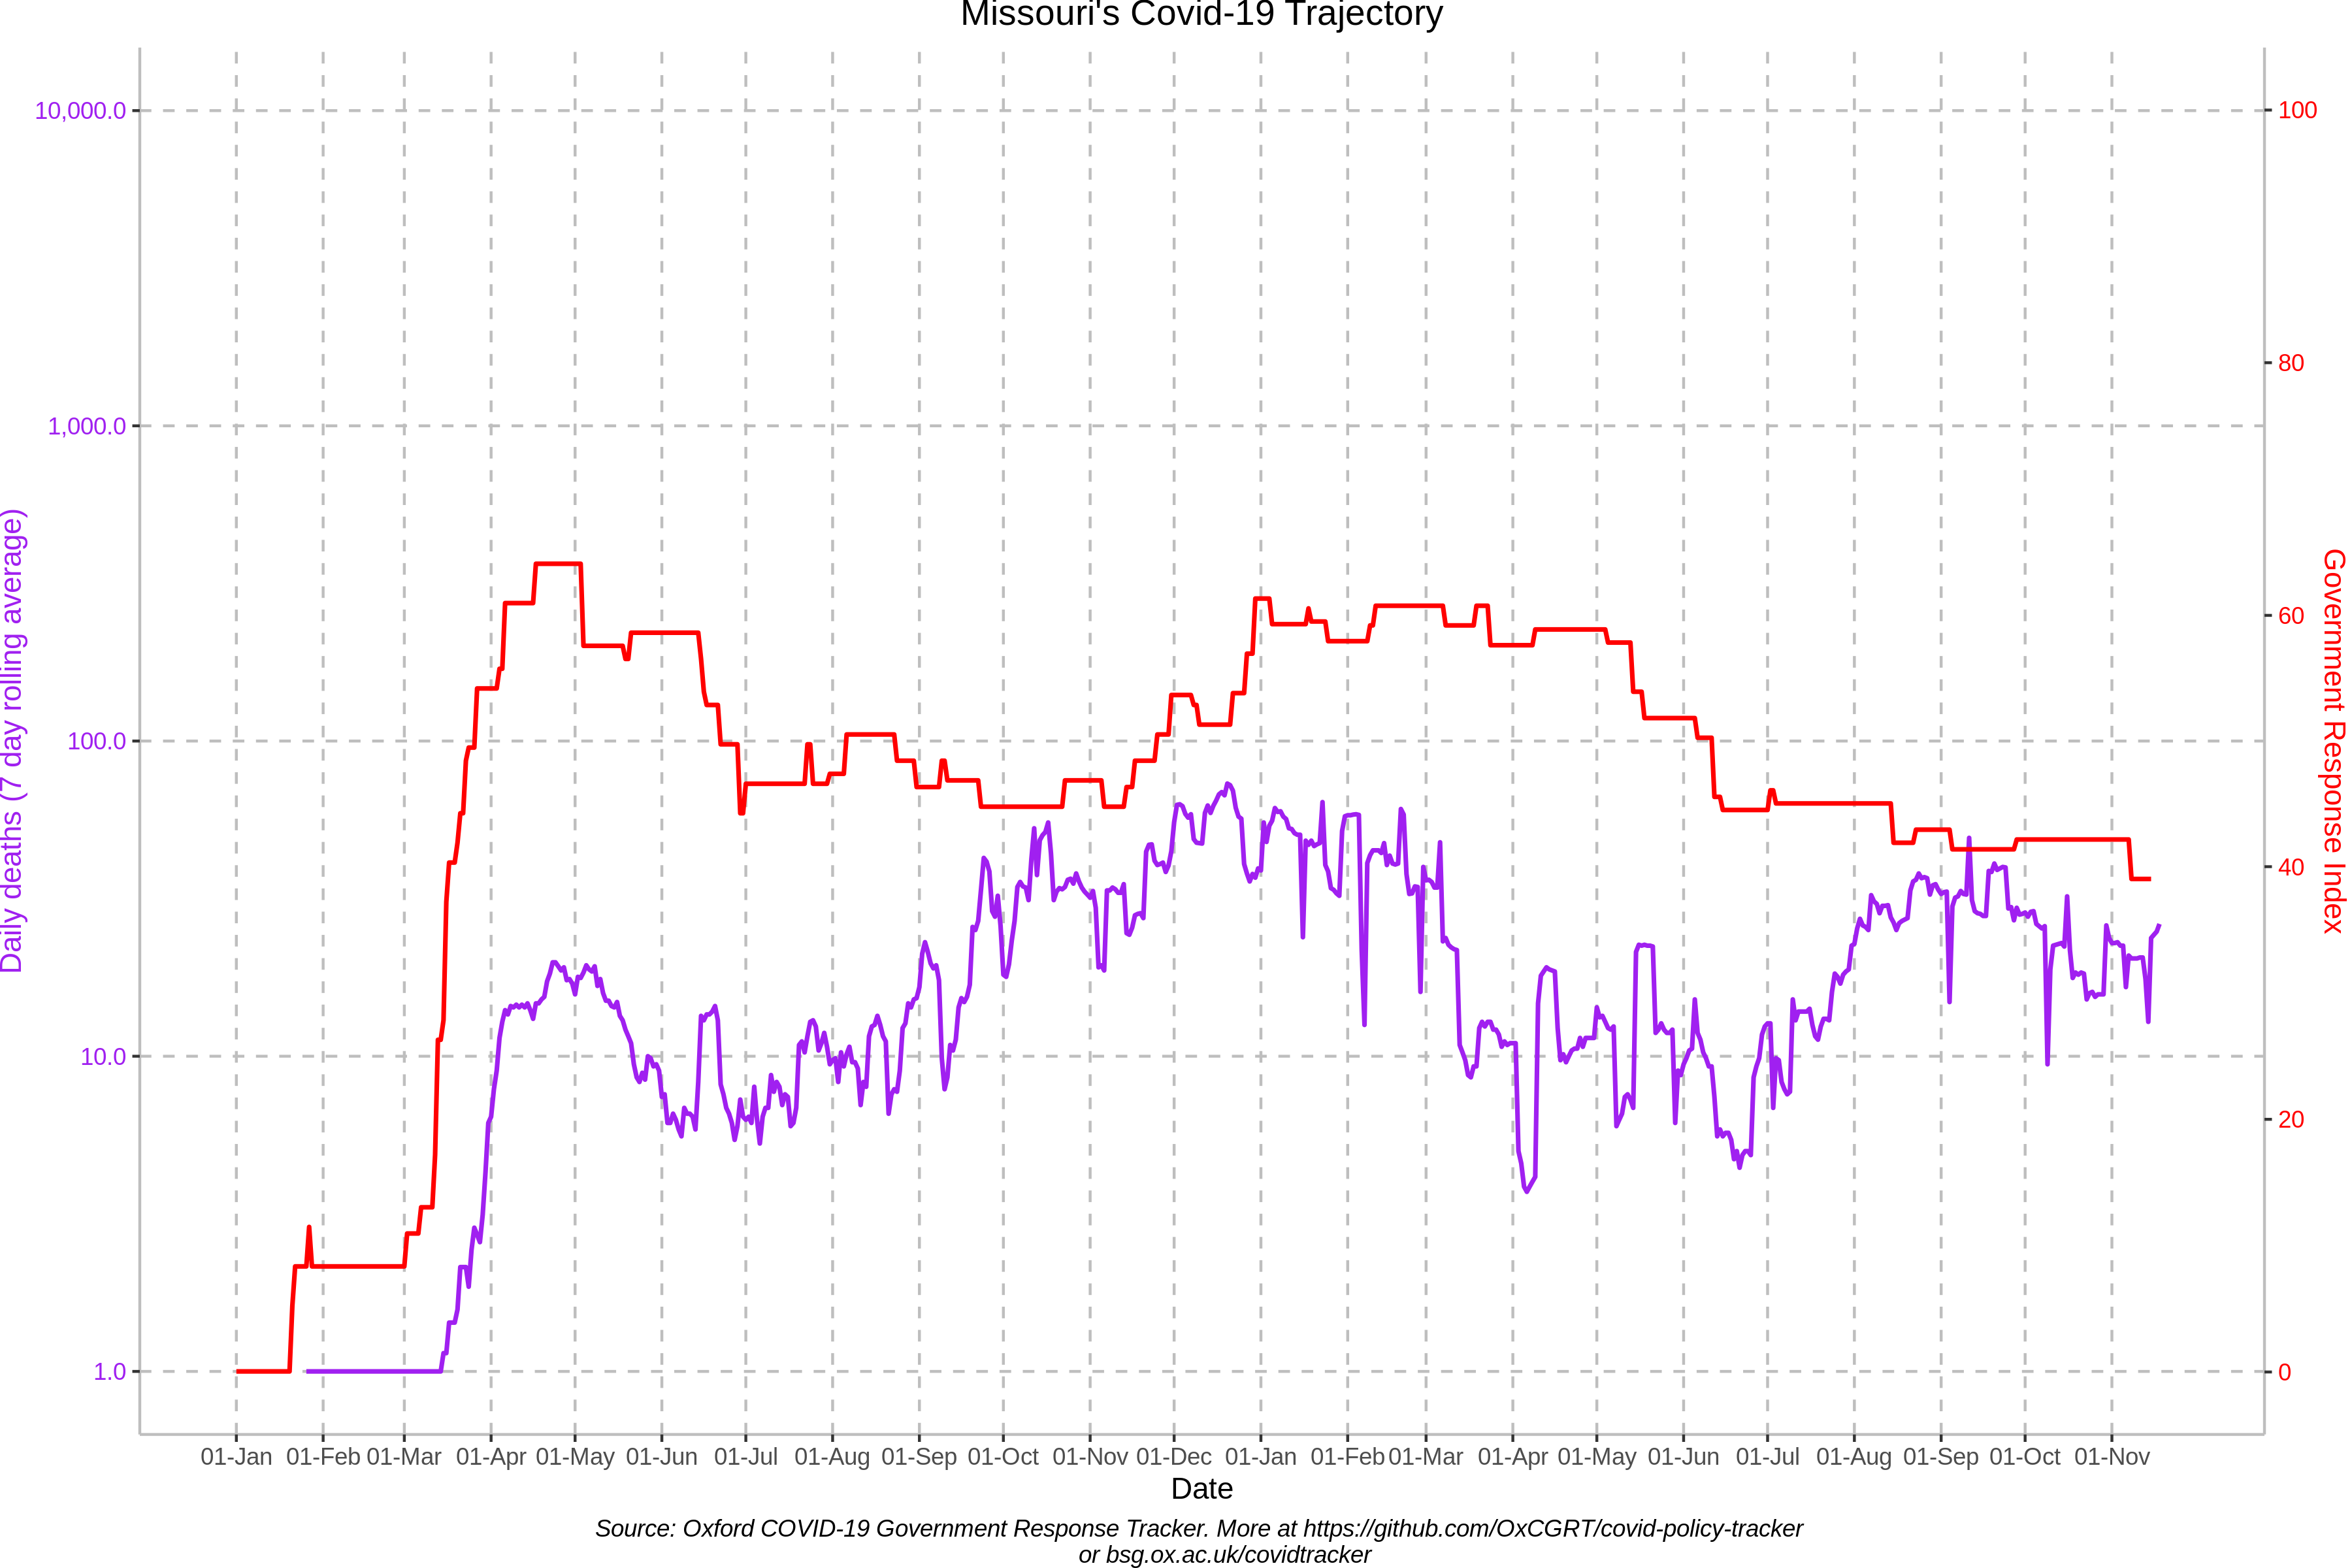 Missouri's Covid-19 Trajectory
10,000.0
1,000.0
100.0
10.0
1.0
Daily deaths (7 day rolling average)
100
80
60
40
20
0
Government Response Index
01-Jan 01-Feb 01-Mar 01-Apr 01-May 01-Jun 01-Jul 01-Aug 01-Sep 01-Oct 01-Nov 01-Dec 01-Jan 01-Feb 01-Mar 01-Apr 01-May 01-Jun 01-Jul 01-Aug 01-Sep 01-Oct 01-Nov
Date
Source: Oxford COVID-19 Government Response Tracker. More at https://github.com/OxCGRT/covid-policy-tracker
or bsg.ox.ac.uk/covidtracker